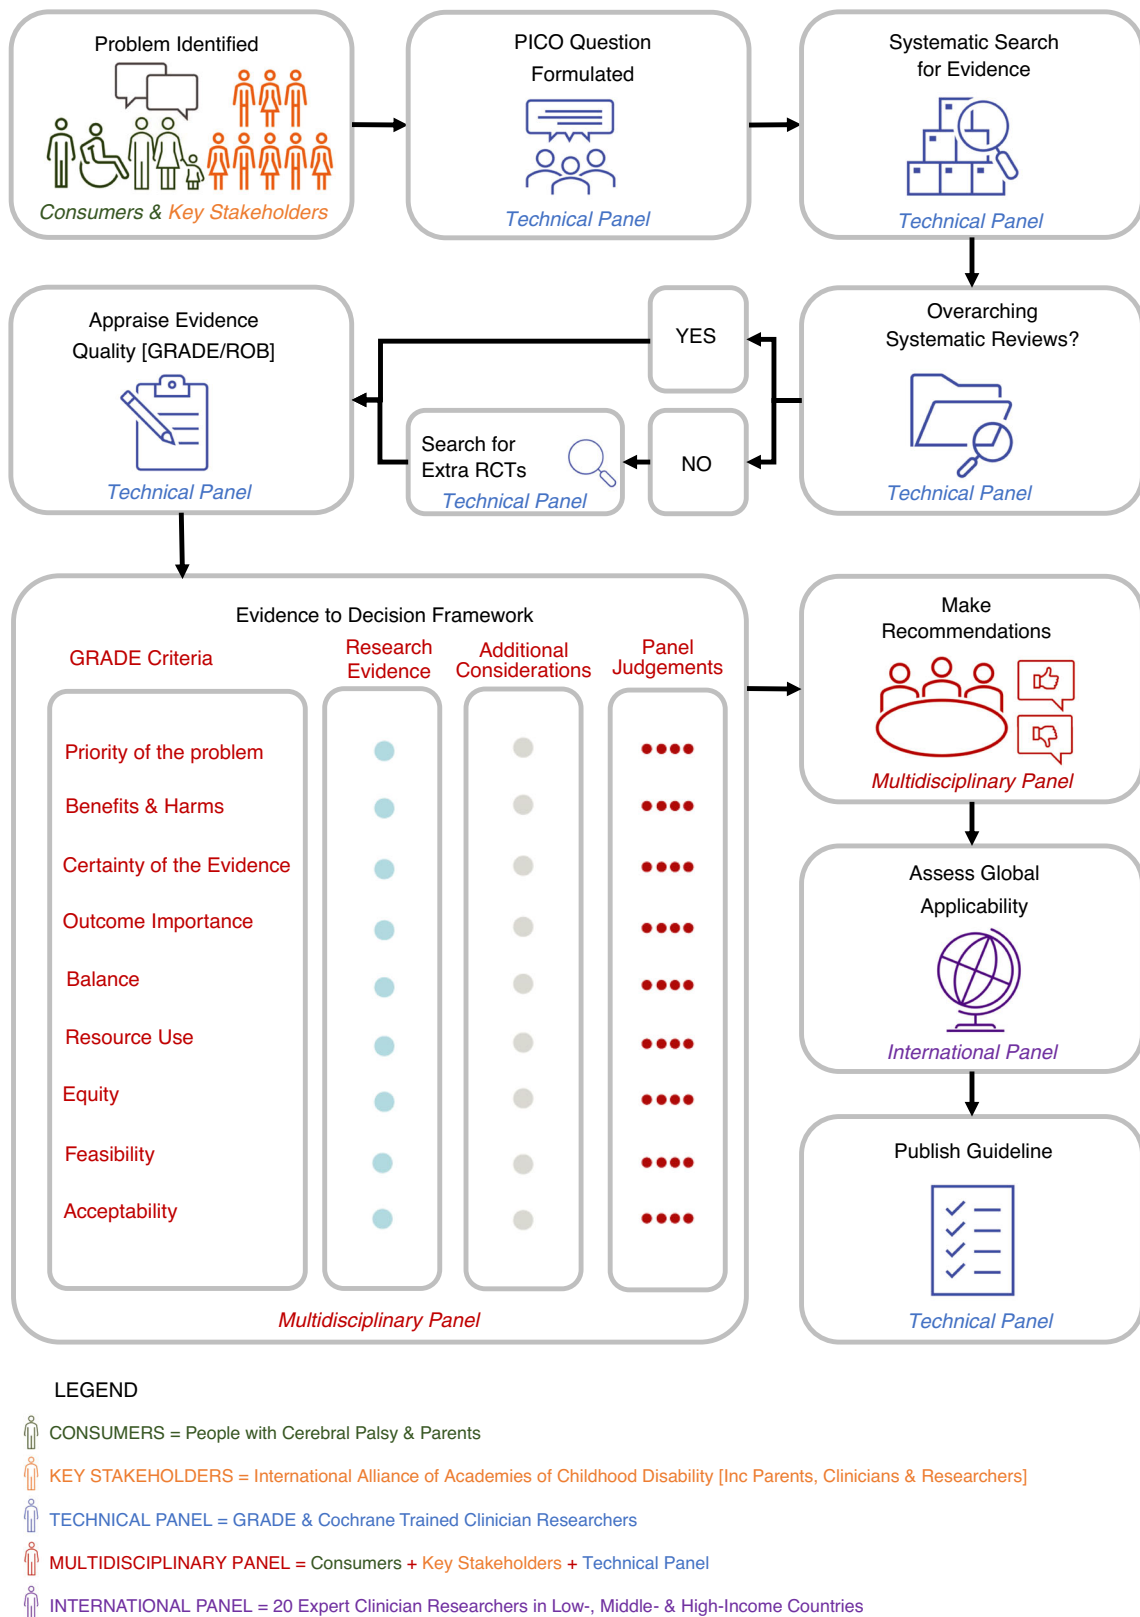 Problem Identified
Consumers & Key Stakeholders
PICO Question
Formulated
Technical Panel
Systematic Search
for Evidence
Technical Panel
Overarching
Systematic Reviews?
Technical Panel
YES
NO
Search for
Extra RCTs
Technical Panel
Appraise Evidence
Quality [GRADE/ROB]
Technical Panel
Evidence to Decision Framework
GRADE Criteria
Research
Evidence
Additional
Considerations
Panel
Judgements
Priority of the problem
Benefits & Harms
Certainty of the Evidence
Outcome Importance
Balance
Resource Use
Equity
Feasibility
Acceptability
Multidisciplinary Panel
Make
Recommendations
Multidisciplinary Panel
Assess Global
Applicability
International Panel
Publish Guideline
Technical Panel
LEGEND
CONSUMERS = People with Cerebral Palsy & Parents
KEY STAKEHOLDERS = International Alliance of Academies of Childhood Disability [Inc Parents, Clinicians & Researchers]
TECHNICAL PANEL = GRADE & Cochrane Trained Clinician Researchers
MULTIDISCIPLINARY PANEL = Consumers + Key Stakeholders + Technical Panel
INTERNATIONAL PANEL = 20 Expert Clinician Researchers in Low-, Middle- & High-Income Countries